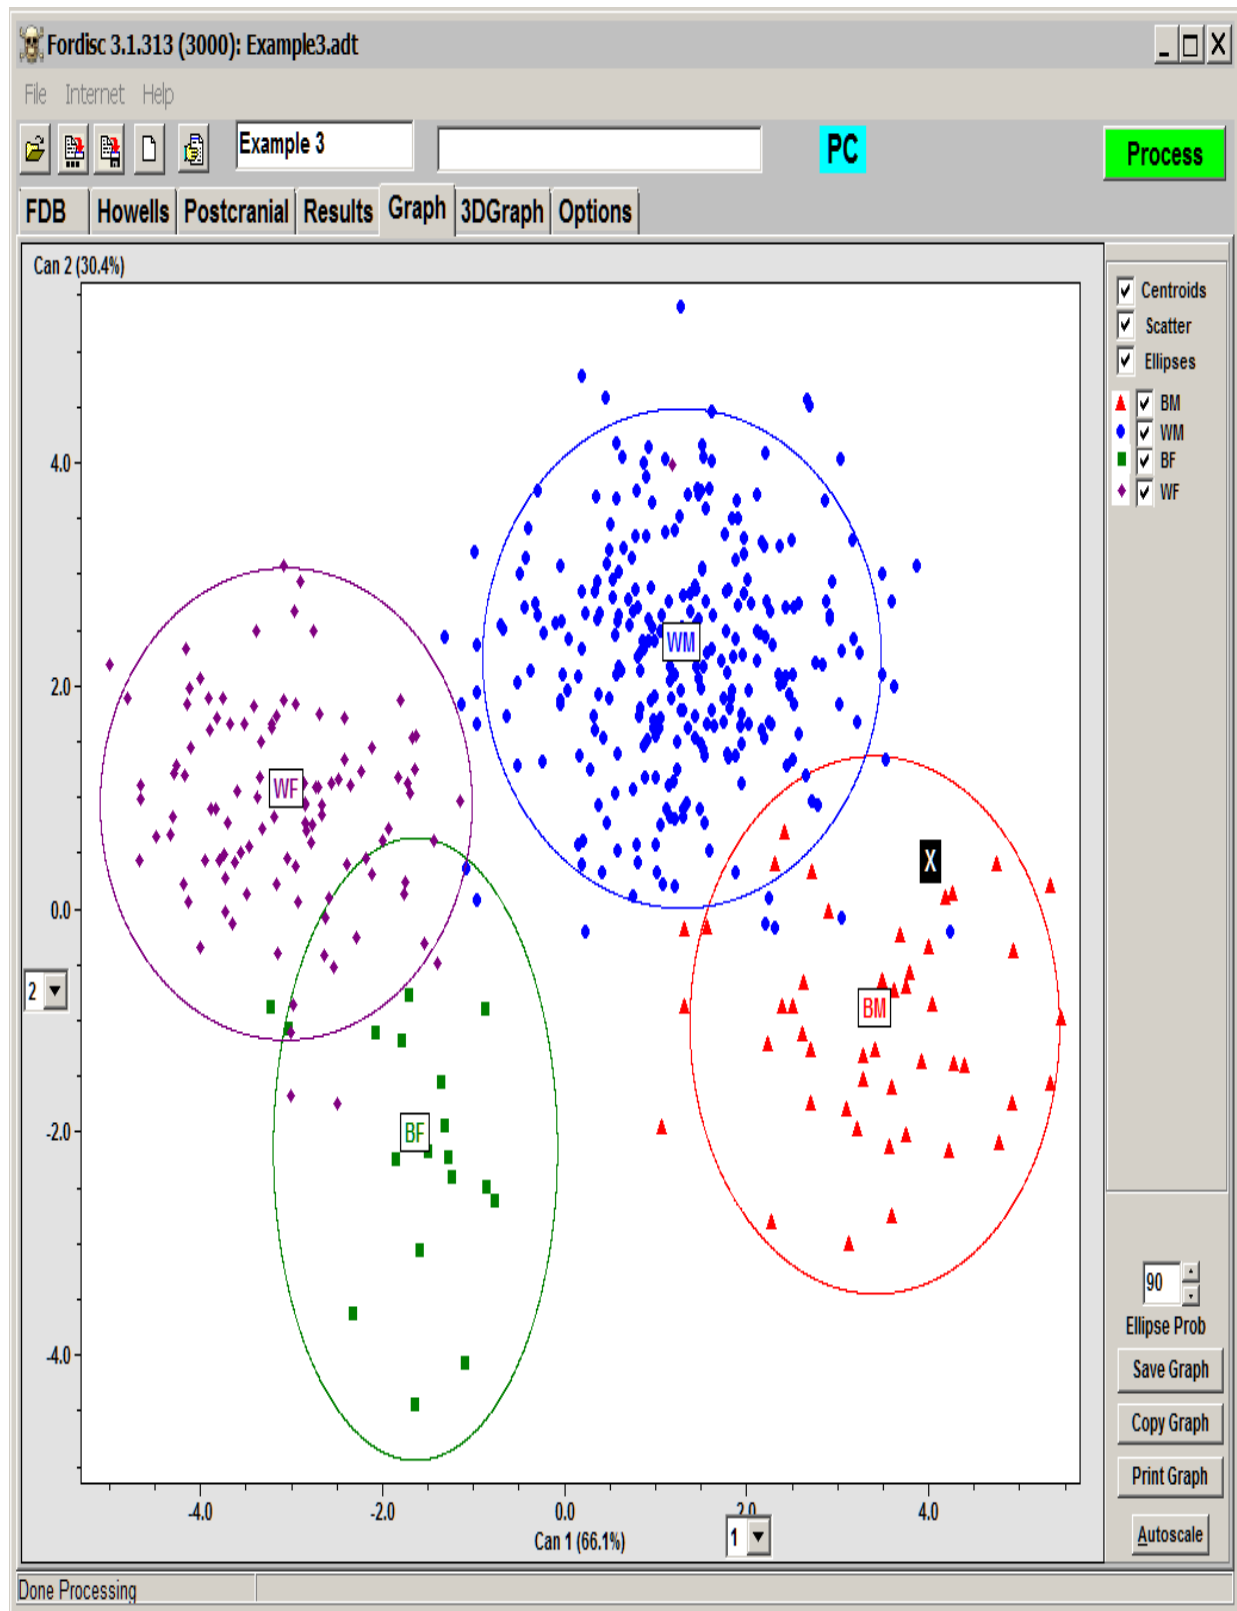 Fordisc 3.1.313 (3000): Example3.adt
File Internet Help
Example 3
PC
Process
FDB Howells Postcranial Results Graph 3DGraph Options
Can 2 (30.4%)
Centroids
Scatter
Ellipses
BM
WM
BF
WF
4.0
2.0
0.0
-2.0
-4.0
WM
WF
X
BM
BF
2
90
Ellipse Prob
Save Graph
Copy Graph
Print Graph
Autoscale
-4.0 -2.0 0.0 2.0 4.0
Can 1 (66.1%)
1
Done Processing